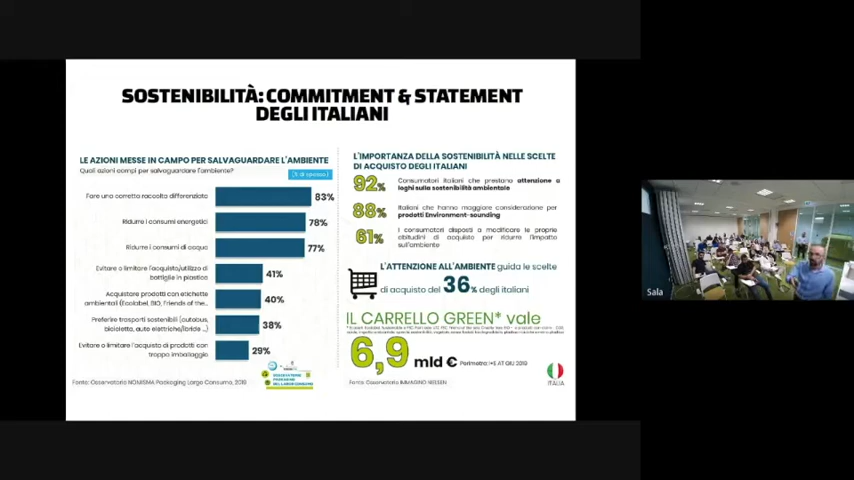 SOSTENIBILITÀ: COMMITMENT & STATEMENT
DEGLI ITALIANI
LE AZIONI MESSE IN CAMPO PER SALVAGUARDARE L'AMBIENTE
Quali azioni compi per salvaguardare l'ambiente?
(% di spesso)
Fare una corretta raccolta differenziata
83%
Ridurre i consumi energetici
78%
Ridurre i consumi di acqua
77%
Evitare o limitare l'acquisto/utilizzo di
bottiglie in plastica
41%
Acquistare prodotti con etichette
ambientali (Ecolabel, BIO, Friends of the...
40%
Preferire trasporti sostenibili (autobus,
bicicletta, auto elettriche/ibride ...)
38%
Evitare o limitare l'acquisto di prodotti con
troppo imballaggio
29%
Fonte: Osservatorio NOMISMA Packaging Largo Consumo, 2019
L'IMPORTANZA DELLA SOSTENIBILITÀ NELLE SCELTE
DI ACQUISTO DEGLI ITALIANI
92%
Consumatori italiani che prestano attenzione a
loghi sulla sostenibilità ambientale
88%
Italiani che hanno maggiore considerazione per
prodotti Environment-sounding
61%
I consumatori disposti a modificare le proprie
abitudini di acquisto per ridurre l'impatto
sull'ambiente
L'ATTENZIONE ALL'AMBIENTE guida le scelte
di acquisto del 36% degli italiani
IL CARRELLO GREEN* vale
6,9 mld € Perimetro: I+S AT GIU 2019
Fonte: Osservatorio IMMAGINO NIELSEN
ITALIA
Sala